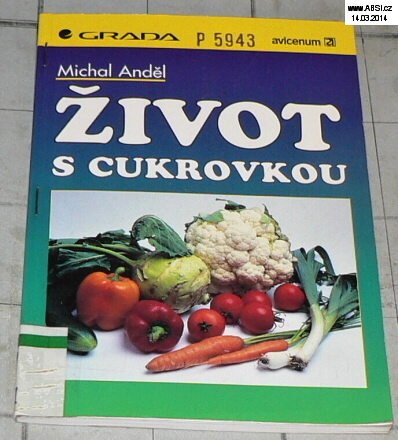 www.ABSi.cz
14.03.2014
GRADA P 5943 avicenum
Michal Anděl
ŽIVOT
S CUKROVKOU